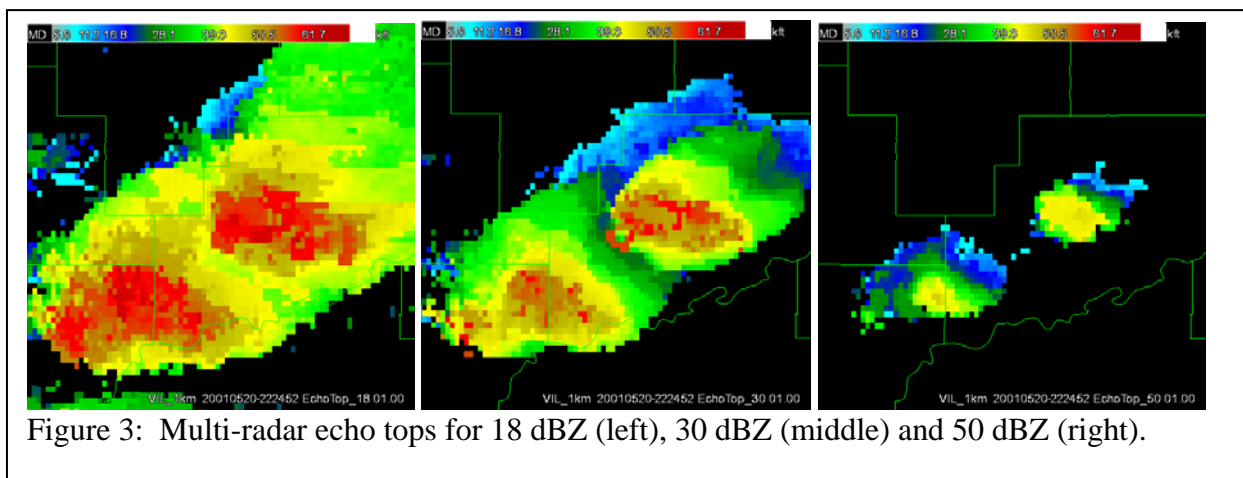 MD 5.6 11.2 16.8 28.1 39.3 50.5 61.7 kft
VIL_1km 20010520-222452 EchoTop_18 01.00
MD 5.6 11.2 16.8 28.1 39.3 50.5 61.7 kft
VIL_1km 20010520-222452 EchoTop_30 01.00
MD 5.6 11.2 16.8 28.1 39.3 50.5 61.7 kft
VIL_1km 20010520-222452 EchoTop_50 01.00
Figure 3:  Multi-radar echo tops for 18 dBZ (left), 30 dBZ (middle) and 50 dBZ (right).